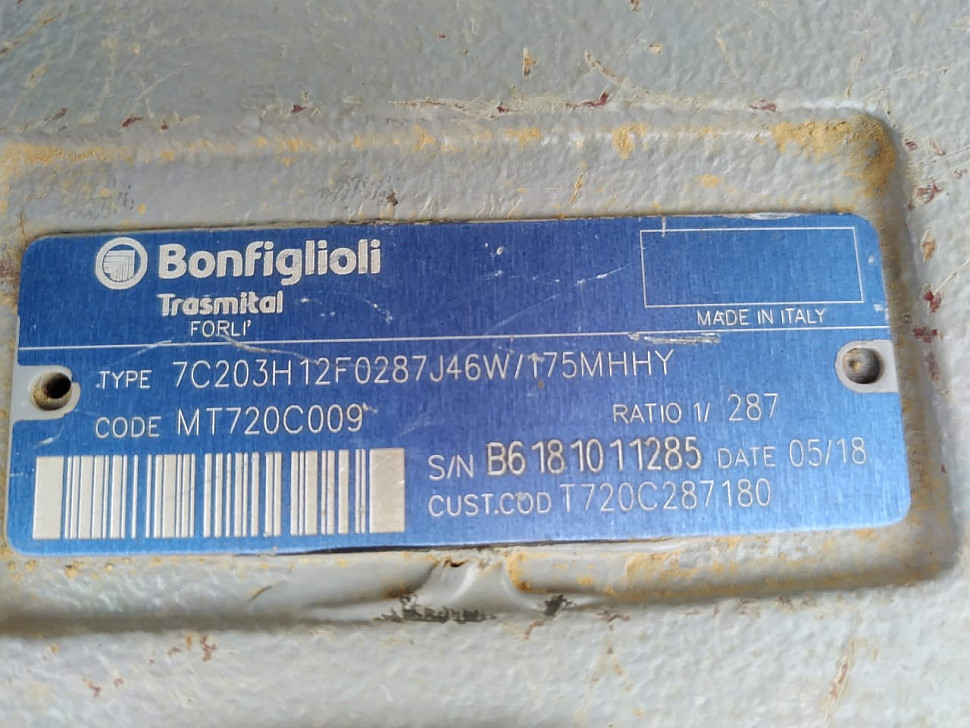 Bonfiglioli
Trasmital
FORLI'
MADE IN ITALY
TYPE 7C203H12F0287J46W/175MHHY
CODE MT720C009
RATIO 1/ 287
S/N B6181011285 DATE 05/18
CUST.COD T720C287180